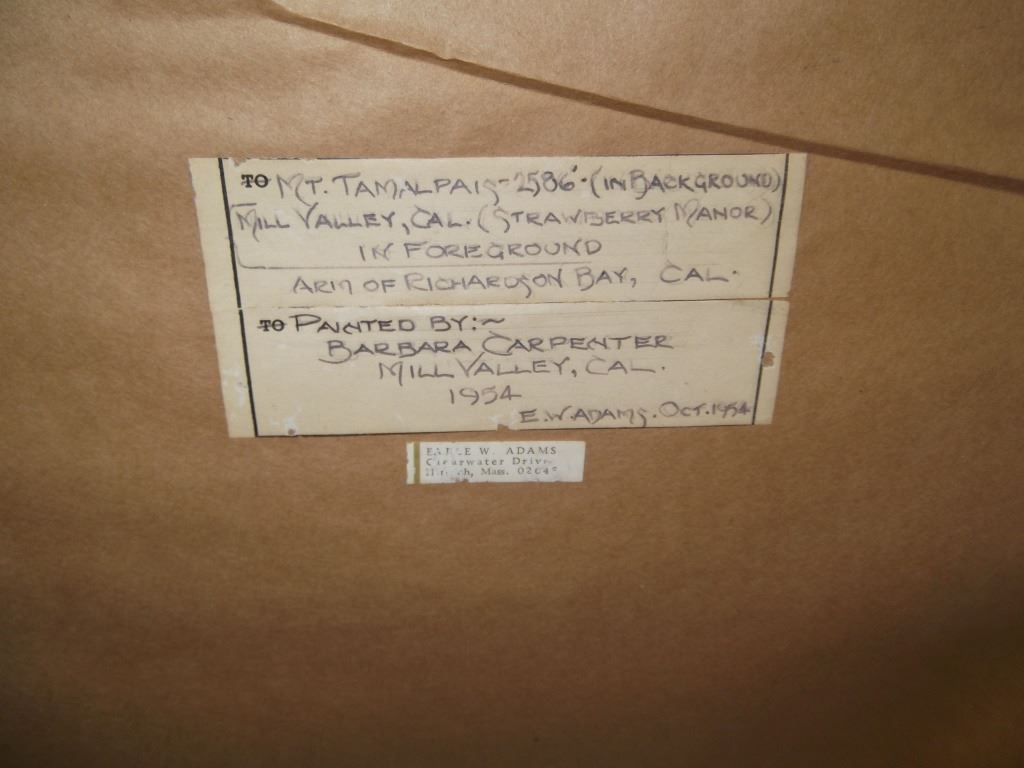 TO MT. TAMALPAIS-2586'-(IN BACKGROUND)
MILL VALLEY, CAL. (STRAWBERRY MANOR)
IN FOREGROUND
ARM OF RICHARDSON BAY, CAL.
TO PAINTED BY:~
BARBARA CARPENTER
MILL VALLEY, CAL.
1954
E.W. ADAMS. OCT. 1954
W. ADAMS
Clearwater Drive
Mass.